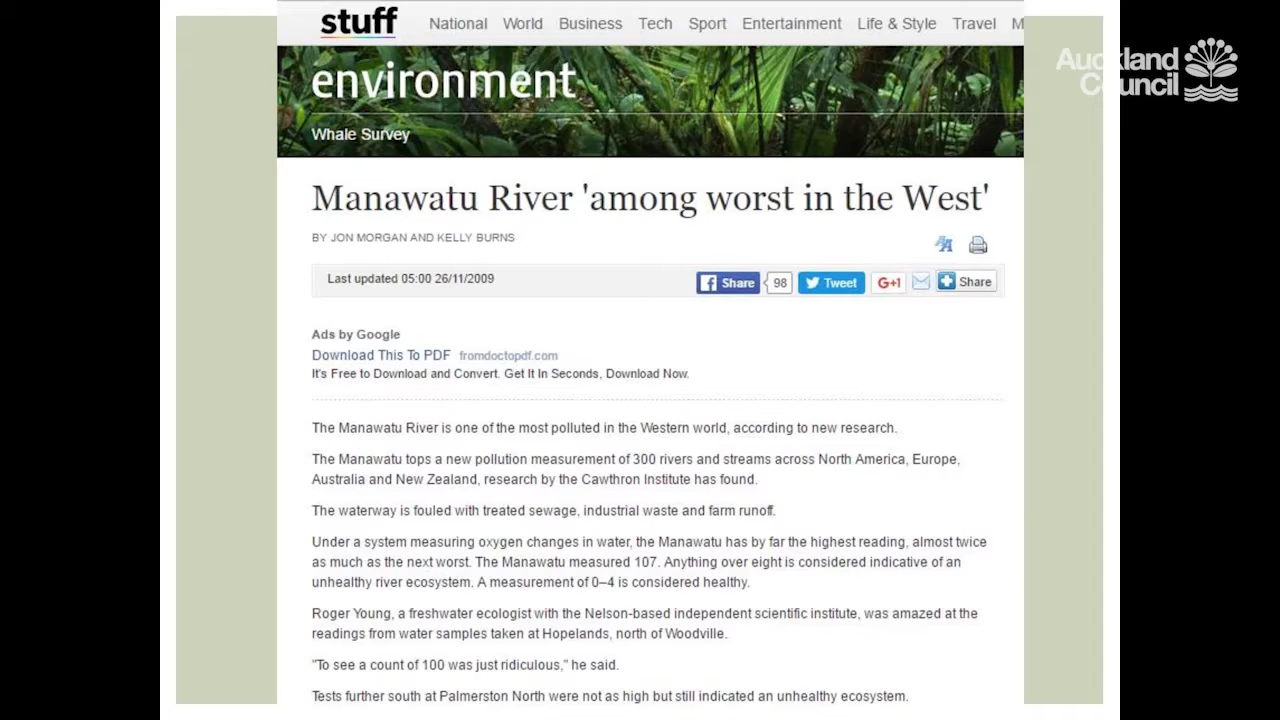 stuff National World Business Tech Sport Entertainment Life & Style Travel M
Auckland
Council
environment
Whale Survey
Manawatu River 'among worst in the West'
BY JON MORGAN AND KELLY BURNS
Last updated 05:00 26/11/2009
Share 98 Tweet G+1 Share
Ads by Google
Download This To PDF fromdoctopdf.com
It's Free to Download and Convert. Get It In Seconds, Download Now.
The Manawatu River is one of the most polluted in the Western world, according to new research.
The Manawatu tops a new pollution measurement of 300 rivers and streams across North America, Europe,
Australia and New Zealand, research by the Cawthron Institute has found.
The waterway is fouled with treated sewage, industrial waste and farm runoff.
Under a system measuring oxygen changes in water, the Manawatu has by far the highest reading, almost twice
as much as the next worst. The Manawatu measured 107. Anything over eight is considered indicative of an
unhealthy river ecosystem. A measurement of 0–4 is considered healthy.
Roger Young, a freshwater ecologist with the Nelson-based independent scientific institute, was amazed at the
readings from water samples taken at Hopelands, north of Woodville.
"To see a count of 100 was just ridiculous," he said.
Tests further south at Palmerston North were not as high but still indicated an unhealthy ecosystem.